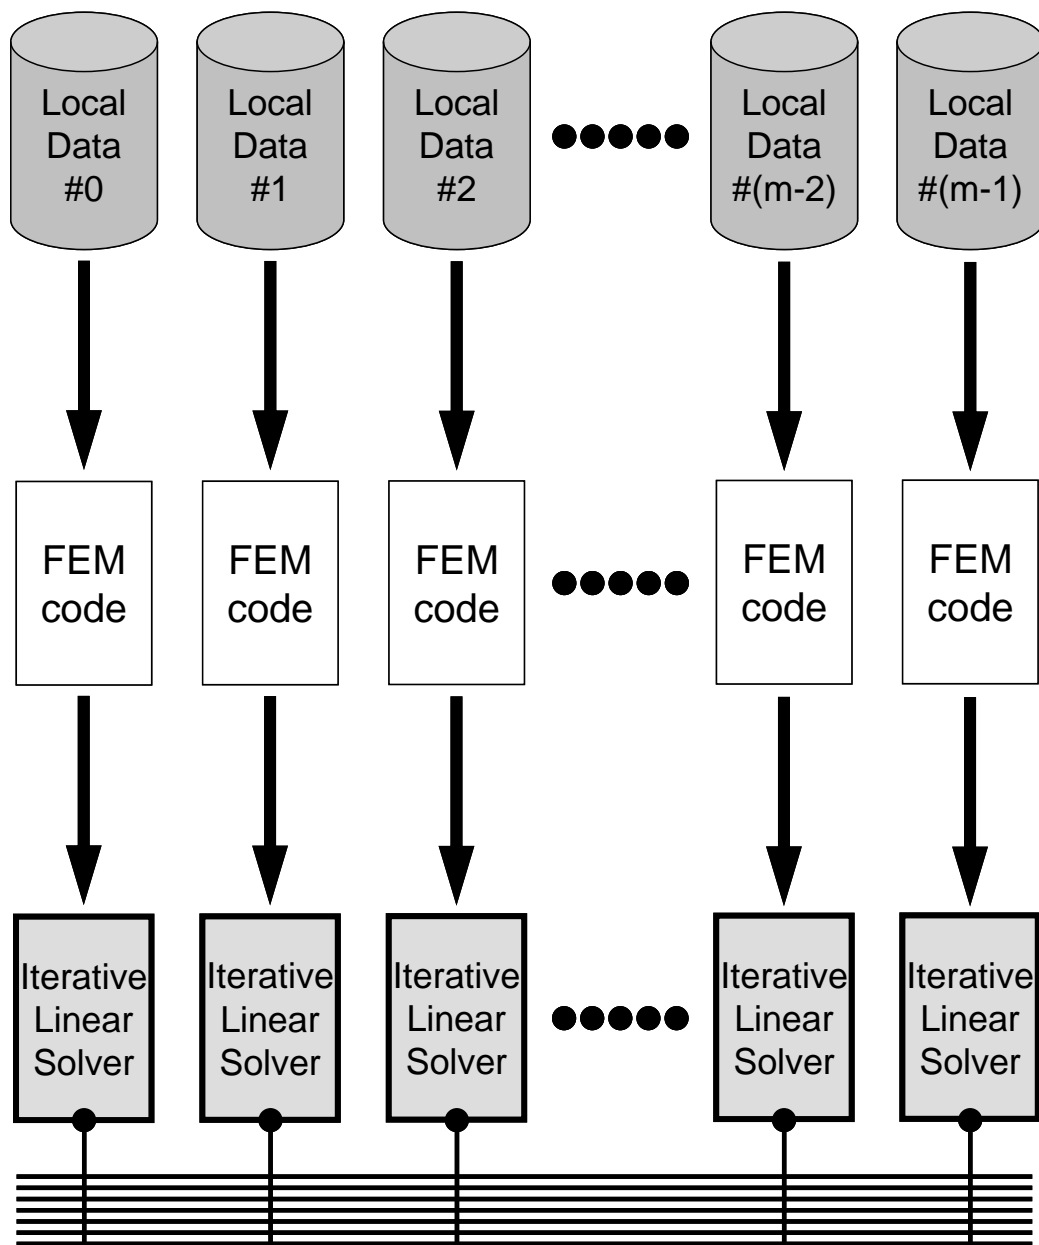 Local
Data
#0
Local
Data
#1
Local
Data
#2
Local
Data
#(m-2)
Local
Data
#(m-1)
FEM
code
FEM
code
FEM
code
FEM
code
FEM
code
Iterative
Linear
Solver
Iterative
Linear
Solver
Iterative
Linear
Solver
Iterative
Linear
Solver
Iterative
Linear
Solver